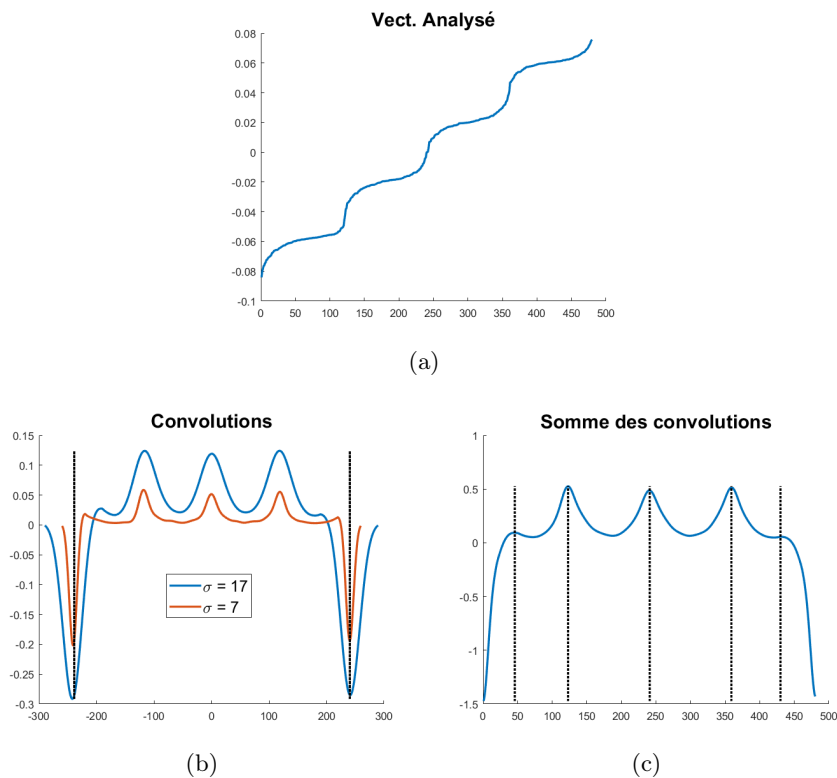 Vect. Analysé
0.08
0.06
0.04
0.02
0
-0.02
-0.04
-0.06
-0.08
-0.1
0 50 100 150 200 250 300 350 400 450 500
(a)
Convolutions
0.15
0.1
0.05
0
-0.05
-0.1
-0.15
-0.2
-0.25
-0.3
σ = 17
σ = 7
-300 -200 -100 0 100 200 300
(b)
Somme des convolutions
1
0.5
0
-0.5
-1
-1.5
0 50 100 150 200 250 300 350 400 450 500
(c)